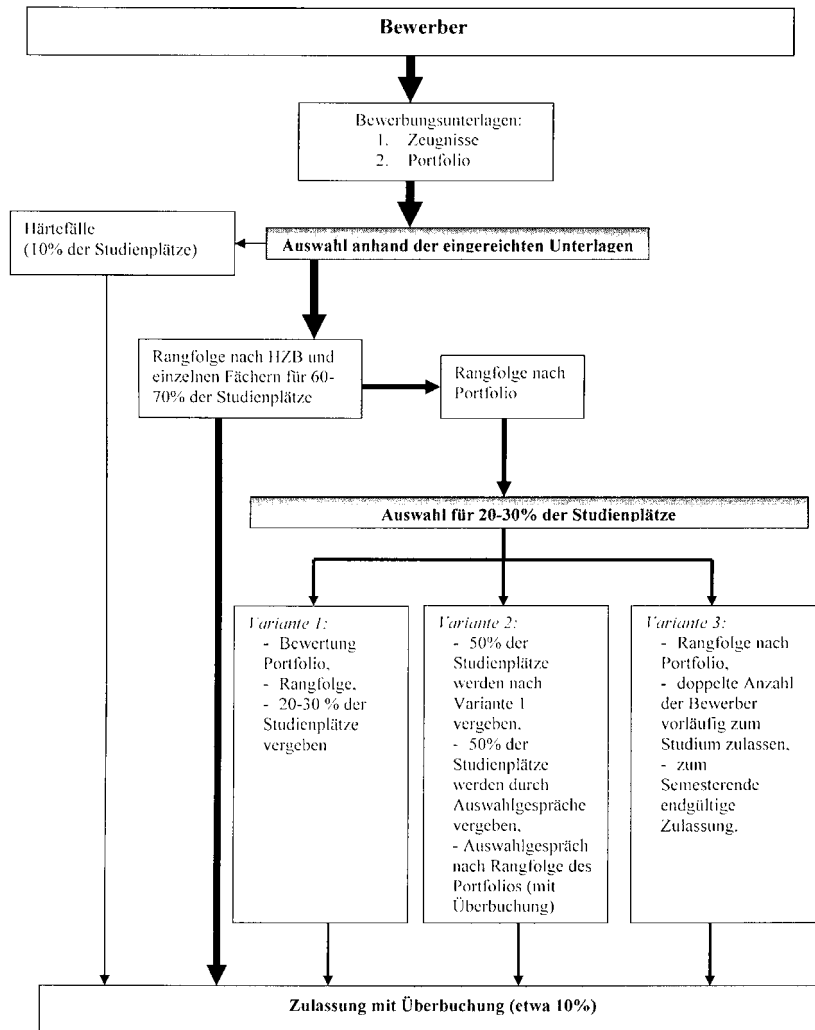 Bewerber
Bewerbungsunterlagen:
1. Zeugnisse
2. Portfolio
Härtefälle
(10% der Studienplätze)
Auswahl anhand der eingereichten Unterlagen
Rangfolge nach HZB und
einzelnen Fächern für 60-
70% der Studienplätze
Rangfolge nach
Portfolio
Auswahl für 20-30% der Studienplätze
Variante 1:
- Bewertung
Portfolio,
- Rangfolge,
- 20-30 % der
Studienplätze
vergeben
Variante 2:
- 50% der
Studienplätze
werden nach
Variante 1
vergeben,
- 50% der
Studienplätze
werden durch
Auswahlgespräche
vergeben,
- Auswahlgespräch
nach Rangfolge des
Portfolios (mit
Überbuchung)
Variante 3:
- Rangfolge nach
Portfolio,
- doppelte Anzahl
der Bewerber
vorläufig zum
Studium zulassen,
- zum
Semesterende
endgültige
Zulassung.
Zulassung mit Überbuchung (etwa 10%)